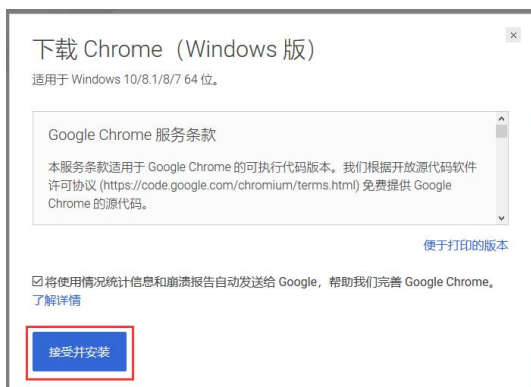 下载 Chrome（Windows 版）
适用于 Windows 10/8.1/8/7 64 位。
Google Chrome 服务条款
本服务条款适用于 Google Chrome 的可执行代码版本。我们根据开放源代码软件
许可协议 (https://code.google.com/chromium/terms.html) 免费提供 Google
Chrome 的源代码。
便于打印的版本
将使用情况统计信息和崩溃报告自动发送给 Google，帮助我们完善 Google Chrome。
了解详情
接受并安装